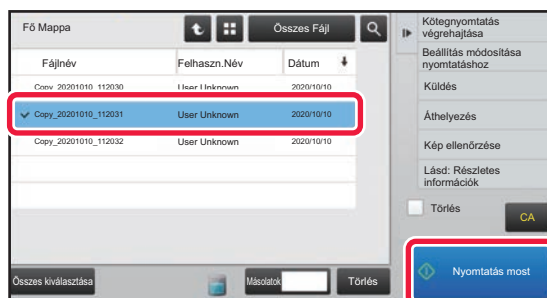 Fő Mappa
Összes Fájl
Fájlnév
Felhaszn.Név
Dátum
Copy_20201010_112030
User Unknown
2020/10/10
Copy_20201010_112031
User Unknown
2020/10/10
Copy_20201010_112032
User Unknown
2020/10/10
Összes kiválasztása
Másolatok
Törlés
Kötegnyomtatás
végrehajtása
Beállítás módosítása
nyomtatáshoz
Küldés
Áthelyezés
Kép ellenőrzése
Lásd: Részletes
információk
Törlés
CA
Nyomtatás most